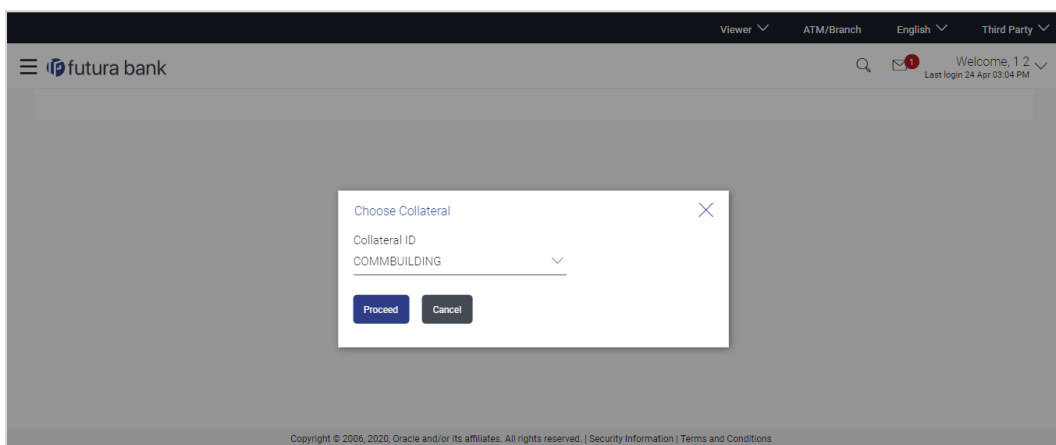 Viewer ATM/Branch English Third Party
futura bank 1 Welcome, 1 2
Last login 24 Apr 03:04 PM
Choose Collateral
Collateral ID
COMMBUILDING
Proceed Cancel
Copyright © 2006, 2020, Oracle and/or its affiliates. All rights reserved. | Security Information | Terms and Conditions